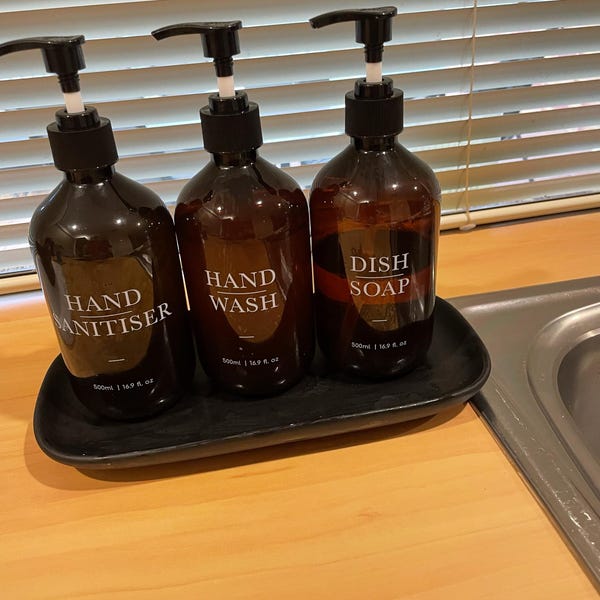 HAND
SANITISER
500ml | 16.9 fl. oz
HAND
WASH
500ml | 16.9 fl. oz
DISH
SOAP
500ml | 16.9 fl. oz